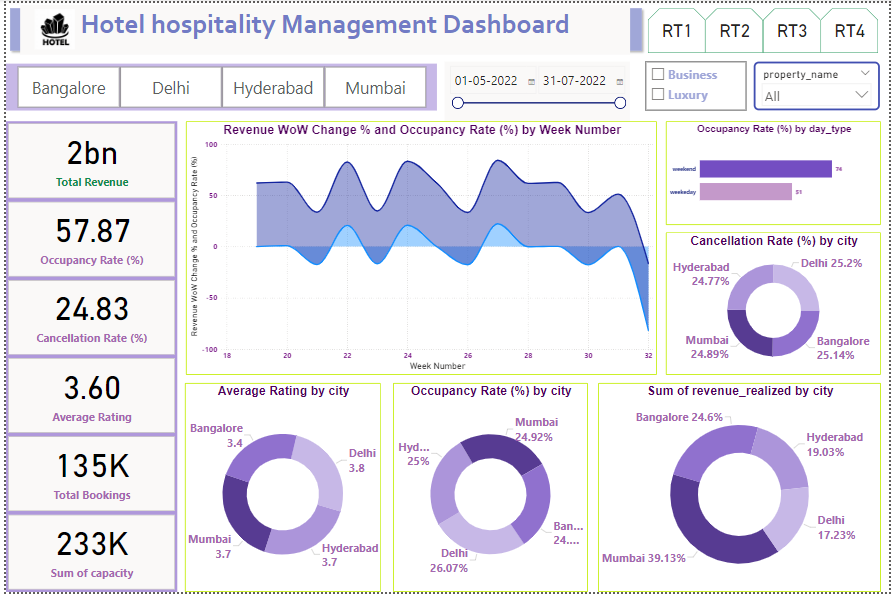 HOTEL
Hotel hospitality Management Dashboard
RT1
RT2
RT3
RT4
Bangalore
Delhi
Hyderabad
Mumbai
01-05-2022
31-07-2022
Business
Luxury
property_name
All
2bn
Total Revenue
57.87
Occupancy Rate (%)
24.83
Cancellation Rate (%)
3.60
Average Rating
135K
Total Bookings
233K
Sum of capacity
Revenue WoW Change % and Occupancy Rate (%) by Week Number
Revenue WoW Change % and Occupancy Rate (%)
100
50
0
-50
-100
18
20
22
24
26
28
30
32
Week Number
Occupancy Rate (%) by day_type
weekend
74
weekeday
51
Cancellation Rate (%) by city
Hyderabad
24.77%
Delhi 25.2%
Mumbai
24.89%
Bangalore
25.14%
Average Rating by city
Bangalore
3.4
Delhi
3.8
Mumbai
3.7
Hyderabad
3.7
Occupancy Rate (%) by city
Mumbai
24.92%
Hyd...
25%
Ban...
24....
Delhi
26.07%
Sum of revenue_realized by city
Bangalore 24.6%
Hyderabad
19.03%
Delhi
17.23%
Mumbai 39.13%